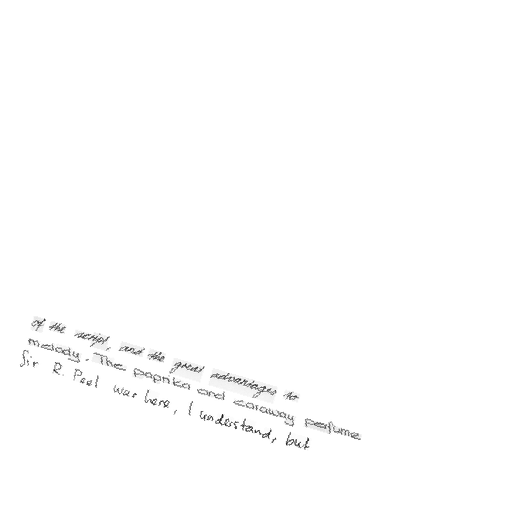 of the script, and the great advantages to
melody. The paprika and caraway perfume
Sir R. Peel was here, I understand, but